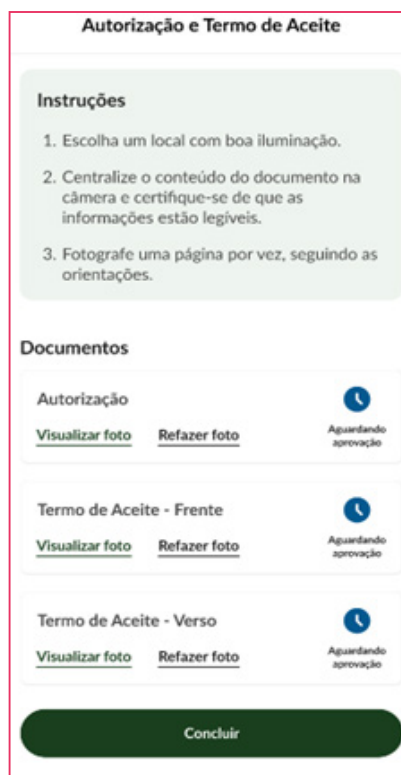 Autorização e Termo de Aceite
Instruções
1. Escolha um local com boa iluminação.
2. Centralize o conteúdo do documento na
câmera e certifique-se de que as
informações estão legíveis.
3. Fotografe uma página por vez, seguindo as
orientações.
Documentos
Autorização
Visualizar foto Refazer foto
Aguardando
aprovação
Termo de Aceite - Frente
Visualizar foto Refazer foto
Aguardando
aprovação
Termo de Aceite - Verso
Visualizar foto Refazer foto
Aguardando
aprovação
Concluir